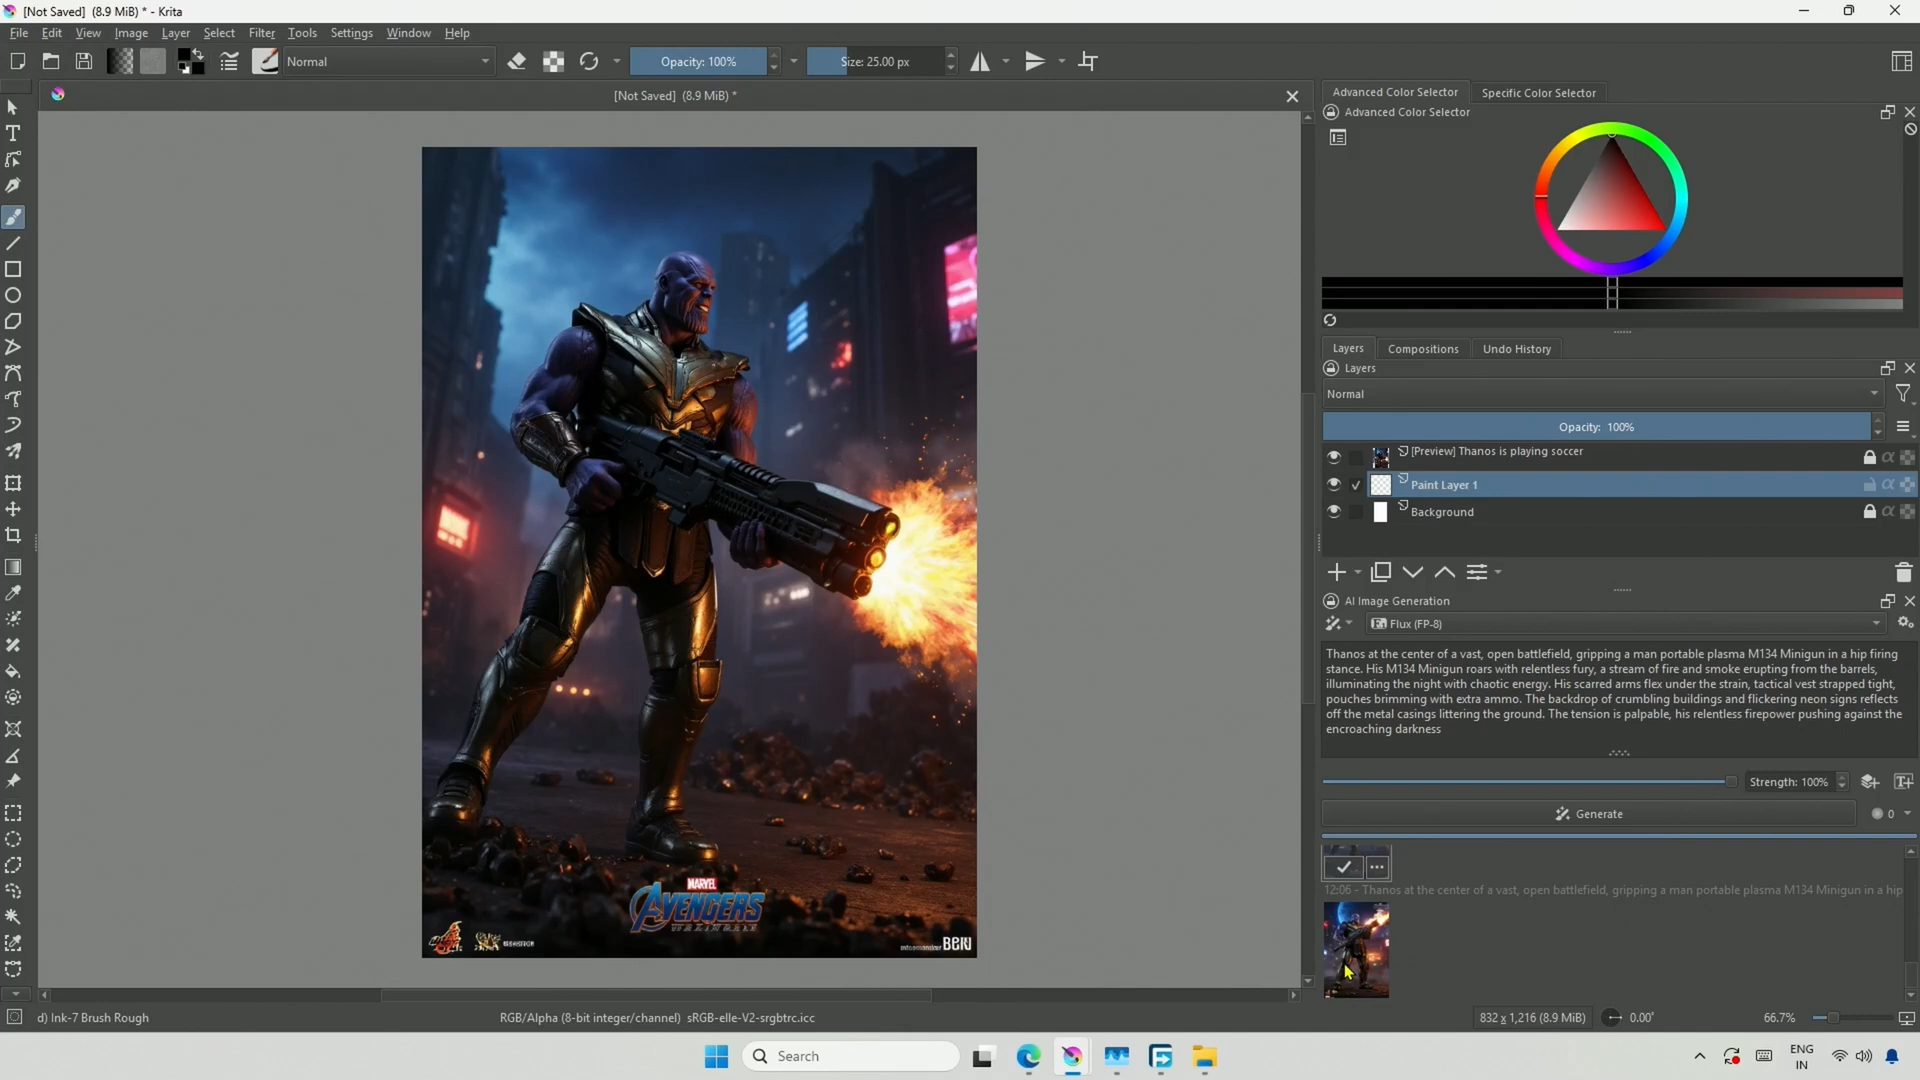 [Not Saved] (8.9 MiB) * - Krita
File Edit View Image Layer Select Filter Tools Settings Window Help
Normal
Opacity: 100%
Size: 25.00 px
[Not Saved] (8.9 MiB) *
Advanced Color Selector
Specific Color Selector
Advanced Color Selector
Layers
Compositions
Undo History
Layers
Normal
Opacity: 100%
[Preview] Thanos is playing soccer
Paint Layer 1
Background
AI Image Generation
Flux (FP-8)
Thanos at the center of a vast, open battlefield, gripping a man portable plasma M134 Minigun in a hip firing
stance. His M134 Minigun roars with relentless fury, a stream of fire and smoke erupting from the barrels,
illuminating the night with chaotic energy. His scarred arms flex under the strain, tactical vest strapped tight,
pouches brimming with extra ammo. The backdrop of crumbling buildings and flickering neon signs reflects
off the metal casings littering the ground. The tension is palpable, his relentless firepower pushing against the
encroaching darkness
Strength: 100%
Generate
0
12:06 - Thanos at the center of a vast, open battlefield, gripping a man portable plasma M134 Minigun in a hip
MARVEL
AVENGERS
d) Ink-7 Brush Rough
RGB/Alpha (8-bit integer/channel) sRGB-elle-V2-srgbtrc.icc
832 x 1,216 (8.9 MiB)
0.00°
66.7%
Search
ENG
IN